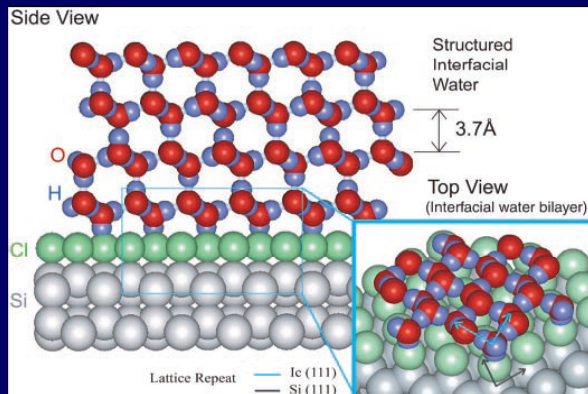 Side View
Structured
Interfacial
Water
3.7Å
O
H
Top View
(Interfacial water bilayer)
Cl
Si
Lattice Repeat
Ic (111)
Si (111)